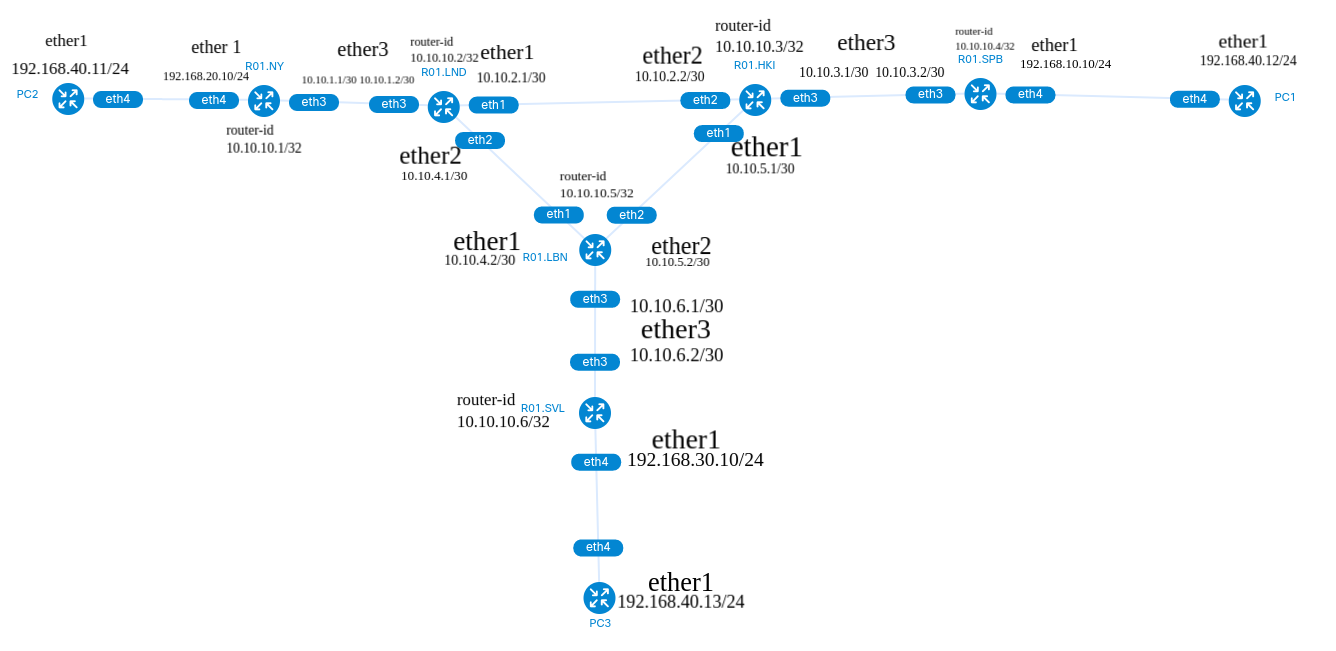 ether1
192.168.40.11/24
PC2
eth4
ether 1
192.168.20.10/24
R01.NY
eth4
eth3
router-id
10.10.10.1/32
ether3
10.10.1.1/30 10.10.1.2/30
eth3
router-id
10.10.10.2/32
R01.LND
ether1
10.10.2.1/30
eth1
eth2
ether2
10.10.4.1/30
ether2
10.10.2.2/30
eth2
router-id
10.10.10.3/32
R01.HKI
eth3
eth1
ether1
10.10.5.1/30
ether3
10.10.3.1/30 10.10.3.2/30
eth3
router-id
10.10.10.4/32
R01.SPB
ether1
192.168.10.10/24
eth4
ether1
192.168.40.12/24
eth4
PC1
router-id
10.10.10.5/32
eth1
eth2
ether1
10.10.4.2/30
R01.LBN
ether2
10.10.5.2/30
eth3
10.10.6.1/30
ether3
10.10.6.2/30
eth3
router-id
R01.SVL
10.10.10.6/32
ether1
192.168.30.10/24
eth4
eth4
ether1
192.168.40.13/24
PC3